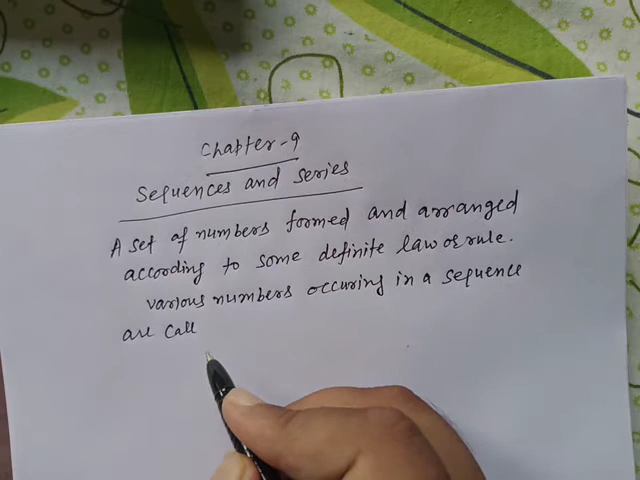 Chapter-9
Sequences and series
A set of numbers formed and arranged
according to some definite law or rule.
various numbers occuring in a sequence
are call